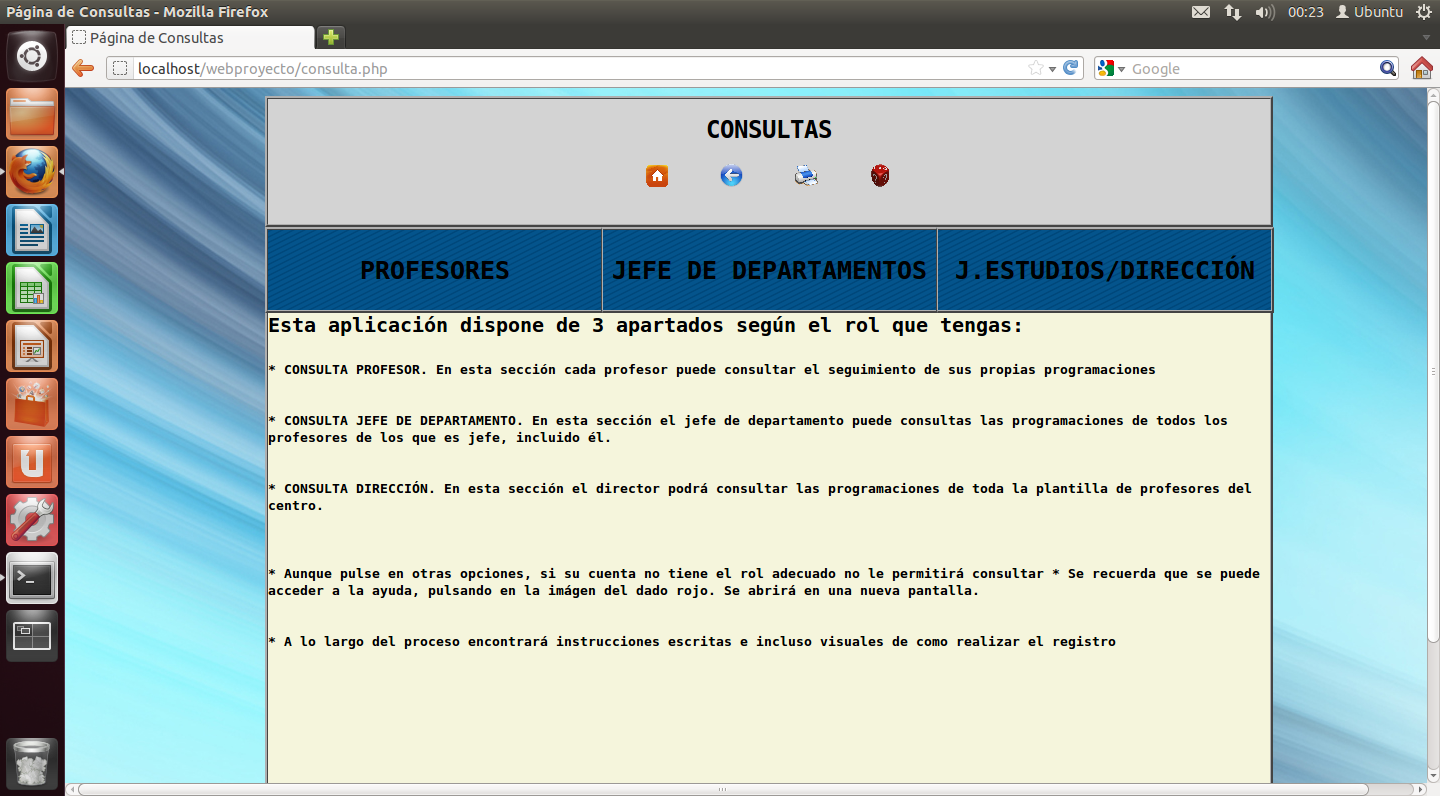 Página de Consultas - Mozilla Firefox
00:23 Ubuntu
Página de Consultas
localhost/webproyecto/consulta.php
Google
CONSULTAS
PROFESORES
JEFE DE DEPARTAMENTOS
J.ESTUDIOS/DIRECCIÓN
Esta aplicación dispone de 3 apartados según el rol que tengas:
* CONSULTA PROFESOR. En esta sección cada profesor puede consultar el seguimiento de sus propias programaciones
* CONSULTA JEFE DE DEPARTAMENTO. En esta sección el jefe de departamento puede consultas las programaciones de todos los
profesores de los que es jefe, incluido él.
* CONSULTA DIRECCIÓN. En esta sección el director podrá consultar las programaciones de toda la plantilla de profesores del
centro.
* Aunque pulse en otras opciones, si su cuenta no tiene el rol adecuado no le permitirá consultar * Se recuerda que se puede
acceder a la ayuda, pulsando en la imágen del dado rojo. Se abrirá en una nueva pantalla.
* A lo largo del proceso encontrará instrucciones escritas e incluso visuales de como realizar el registro